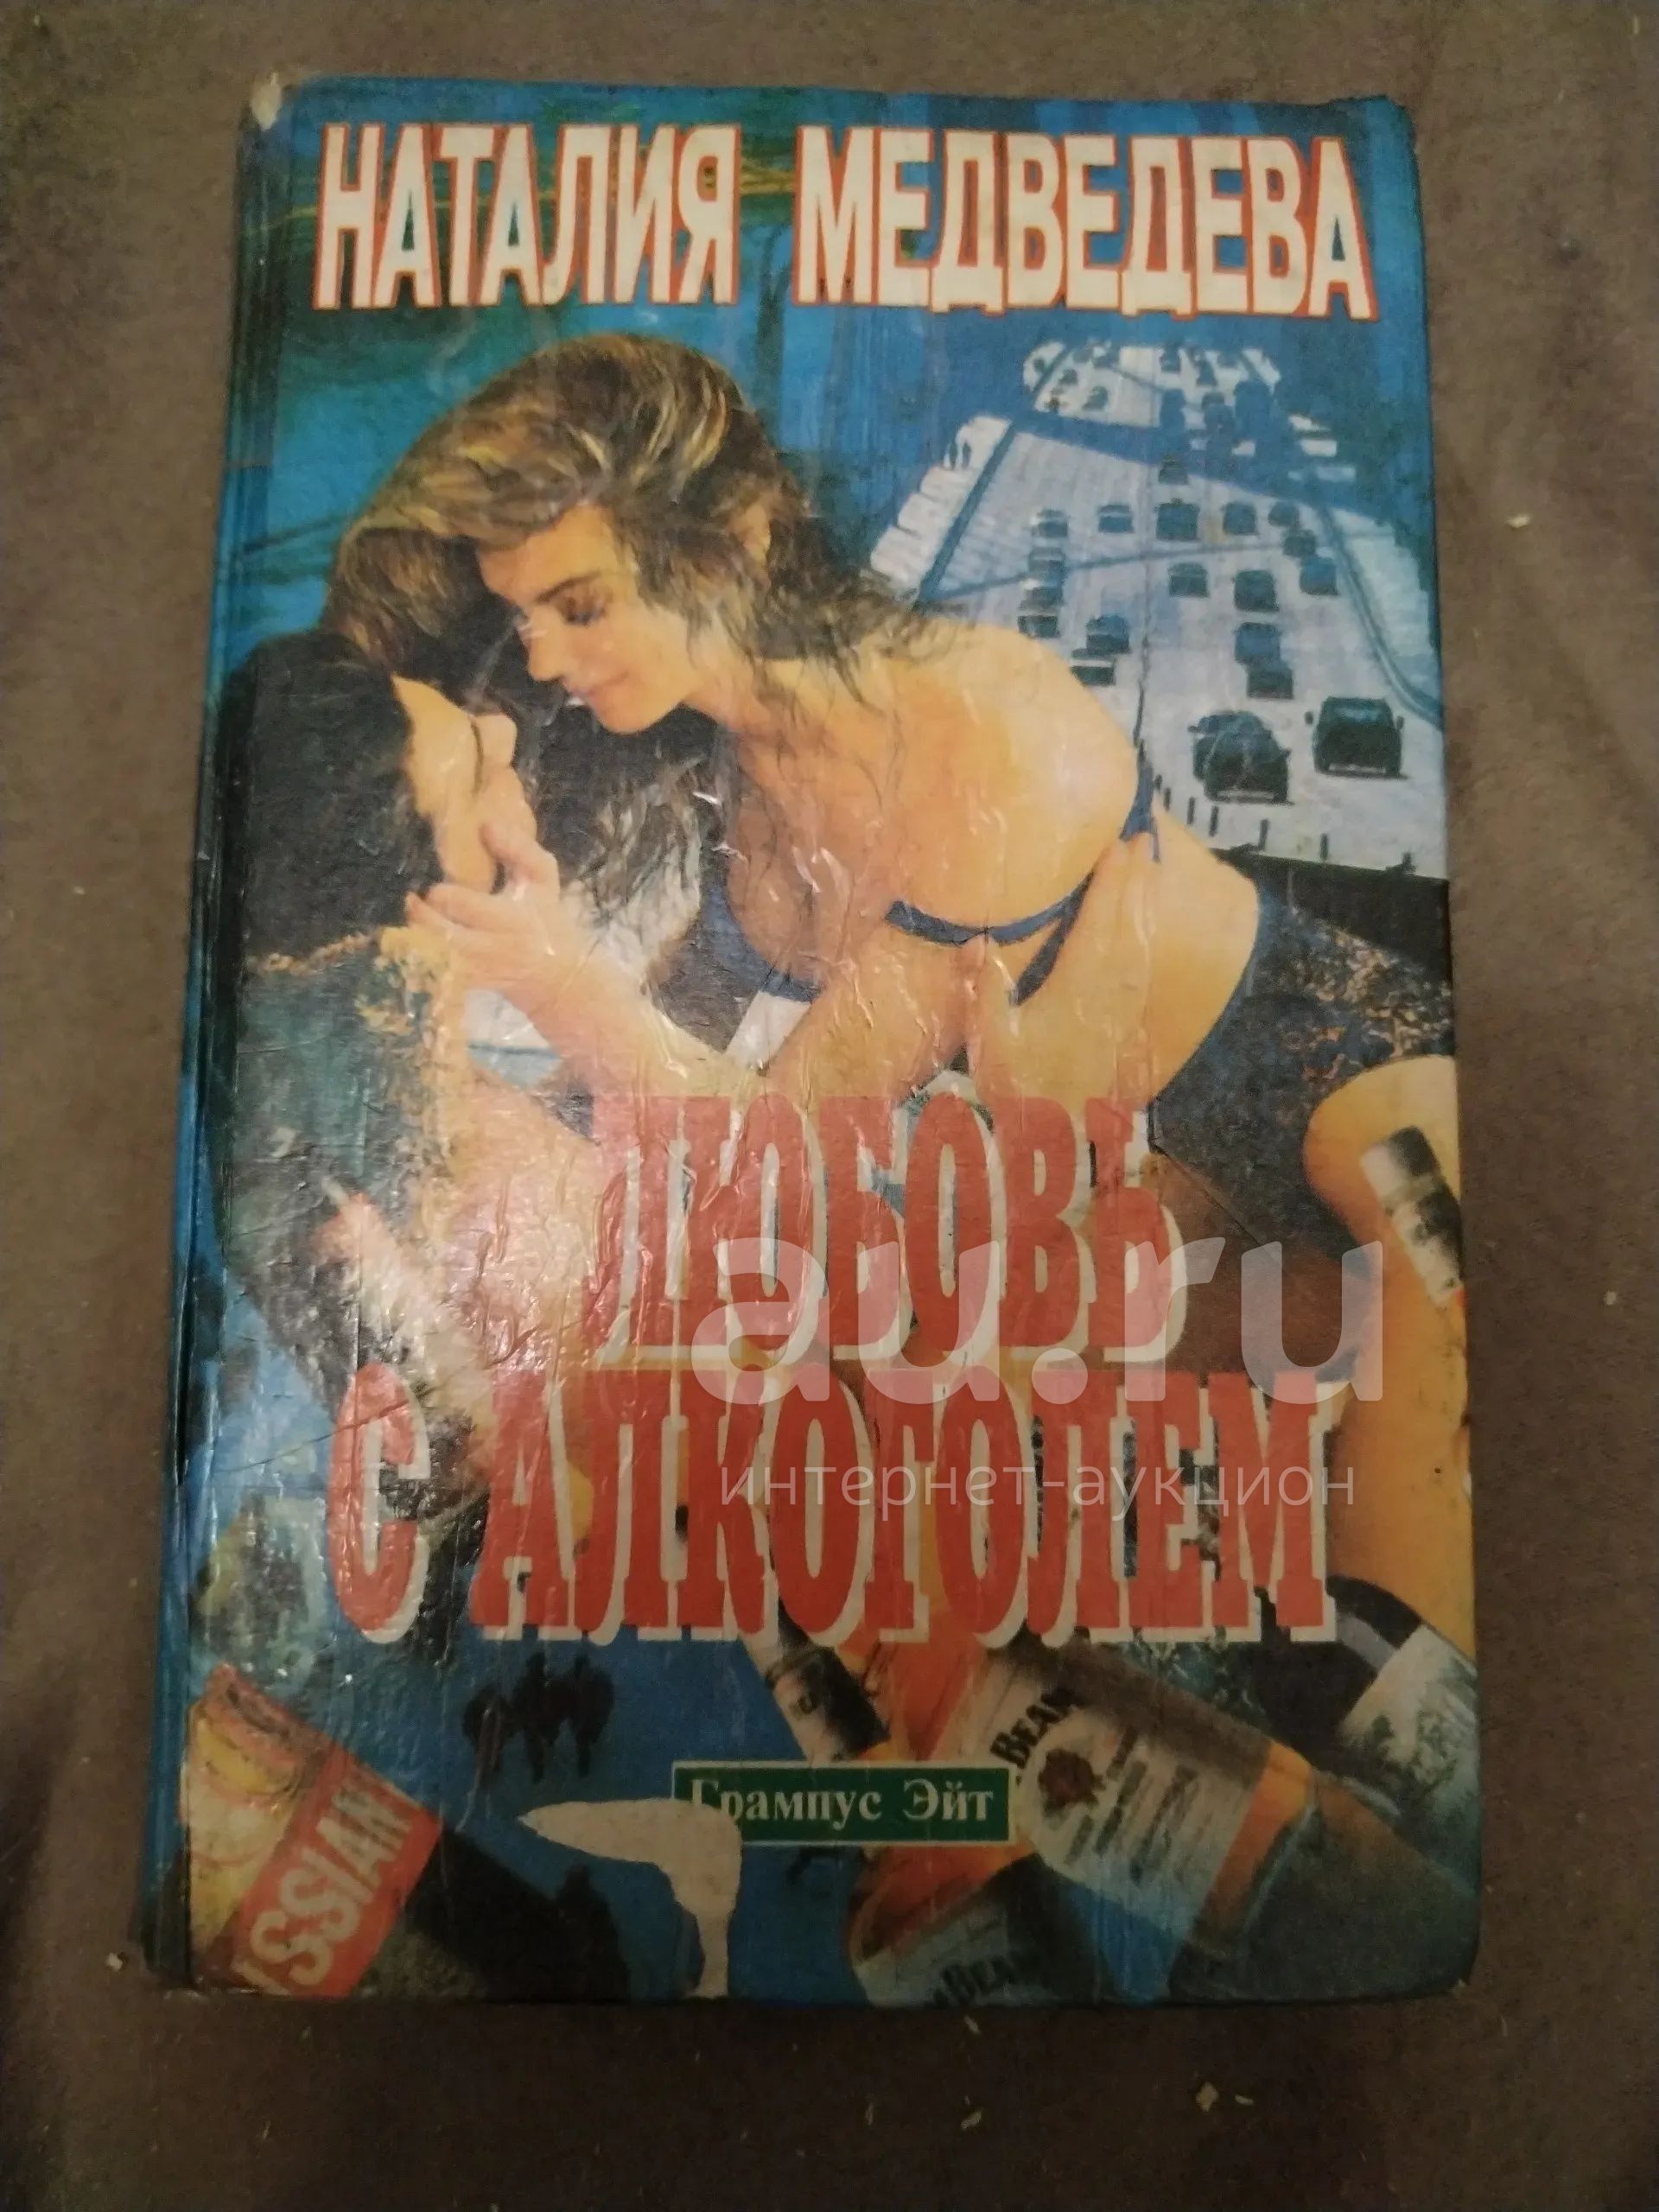 НАТАЛИЯ МЕДВЕДЕВА
ЛЮБОВЬ
С АЛКОГОЛЕМ
au.ru
интернет-аукцион
Грампус Эйт